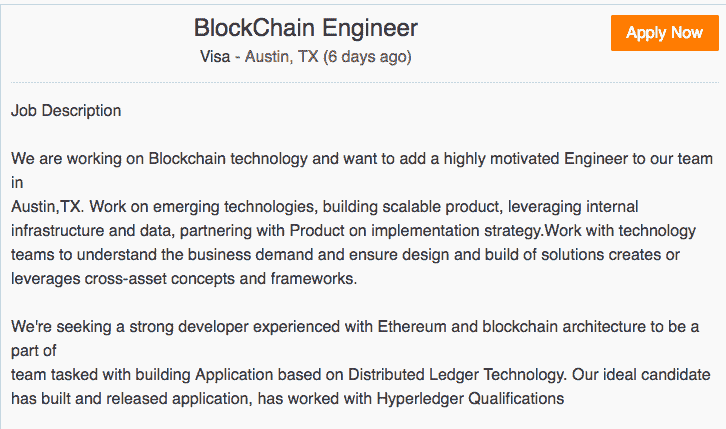 BlockChain Engineer
Apply Now
Visa - Austin, TX (6 days ago)
Job Description
We are working on Blockchain technology and want to add a highly motivated Engineer to our team
in
Austin,TX. Work on emerging technologies, building scalable product, leveraging internal
infrastructure and data, partnering with Product on implementation strategy.Work with technology
teams to understand the business demand and ensure design and build of solutions creates or
leverages cross-asset concepts and frameworks.
We're seeking a strong developer experienced with Ethereum and blockchain architecture to be a
part of
team tasked with building Application based on Distributed Ledger Technology. Our ideal candidate
has built and released application, has worked with Hyperledger Qualifications